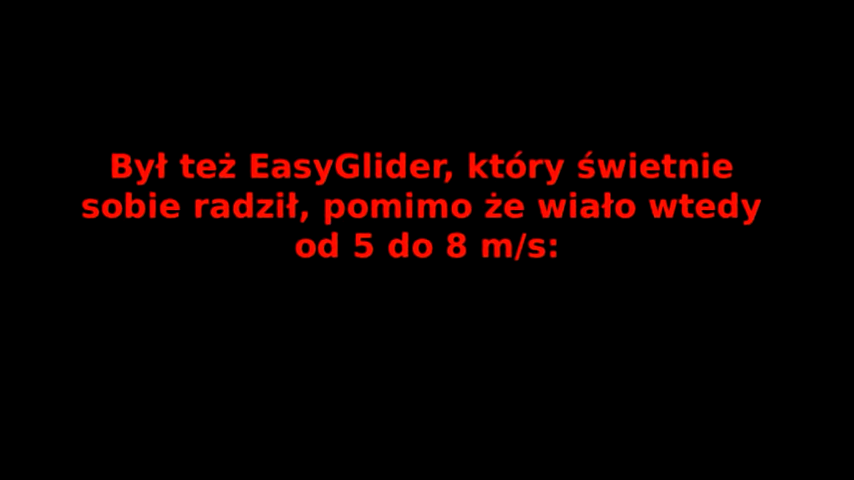 Był też EasyGlider, który świetnie
sobie radził, pomimo że wiało wtedy
od 5 do 8 m/s: